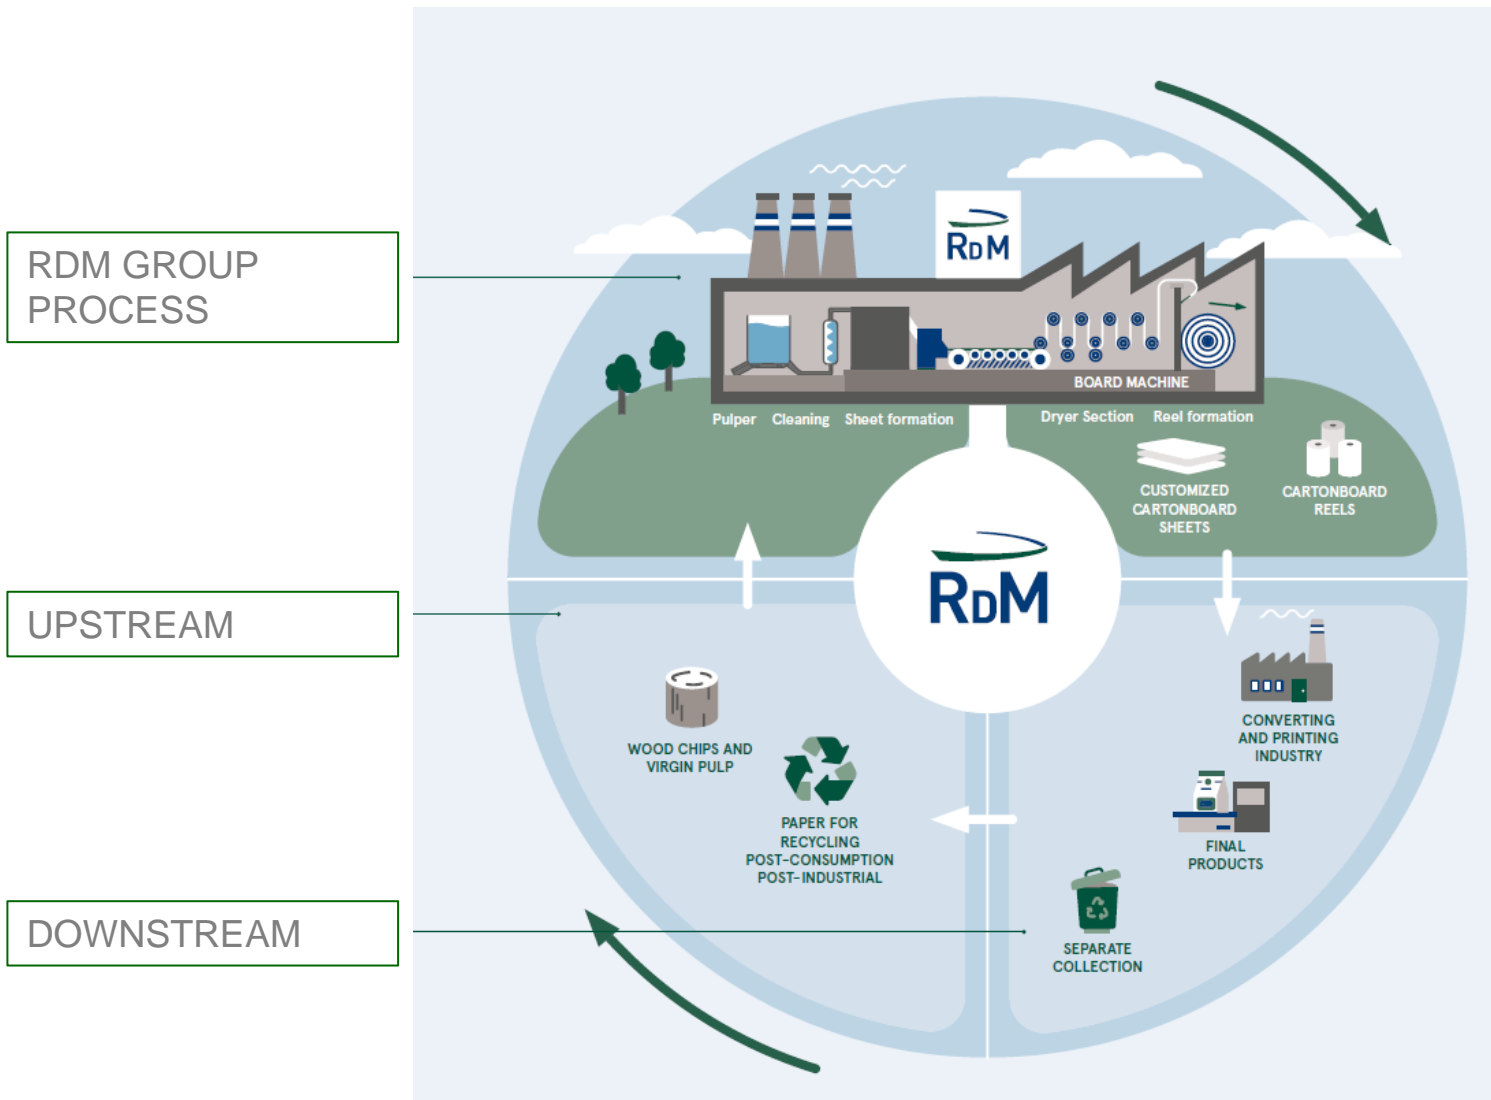 RDM GROUP
PROCESS
RDM
BOARD MACHINE
Pulper
Cleaning
Sheet formation
Dryer Section
Reel formation
CUSTOMIZED
CARTONBOARD
SHEETS
CARTONBOARD
REELS
RDM
UPSTREAM
WOOD CHIPS AND
VIRGIN PULP
PAPER FOR
RECYCLING
POST-CONSUMPTION
POST-INDUSTRIAL
CONVERTING
AND PRINTING
INDUSTRY
FINAL
PRODUCTS
DOWNSTREAM
SEPARATE
COLLECTION